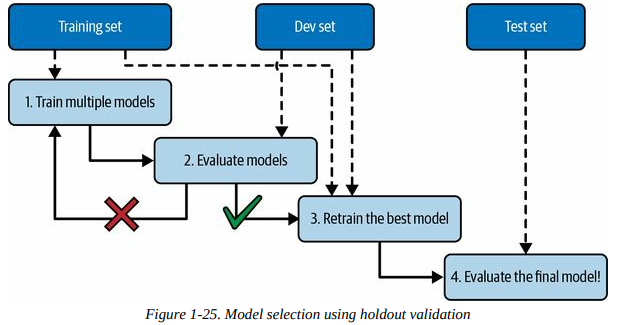 Training set
Dev set
Test set
1. Train multiple models
2. Evaluate models
3. Retrain the best model
4. Evaluate the final model!
Figure 1-25. Model selection using holdout validation